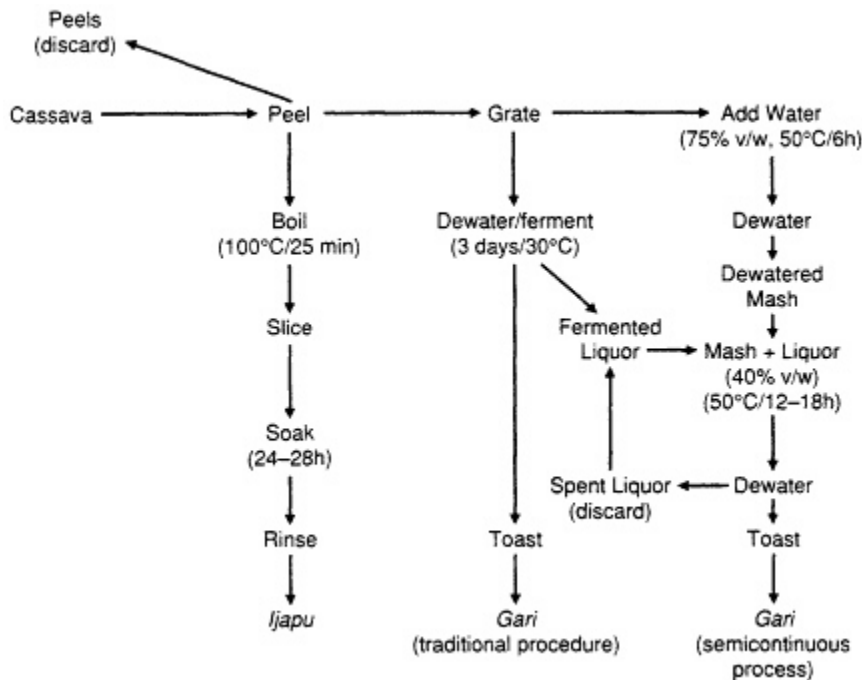 Peels
(discard)
Cassava
Peel
Grate
Add Water
(75% v/w, 50°C/6h)
Boil
(100°C/25 min)
Dewater/ferment
(3 days/30°C)
Dewater
Dewatered
Mash
Slice
Fermented
Liquor
Mash + Liquor
(40% v/w)
(50°C/12–18h)
Soak
(24–28h)
Spent Liquor
(discard)
Dewater
Rinse
Toast
Toast
Ijapu
Gari
(traditional procedure)
Gari
(semicontinuous
process)